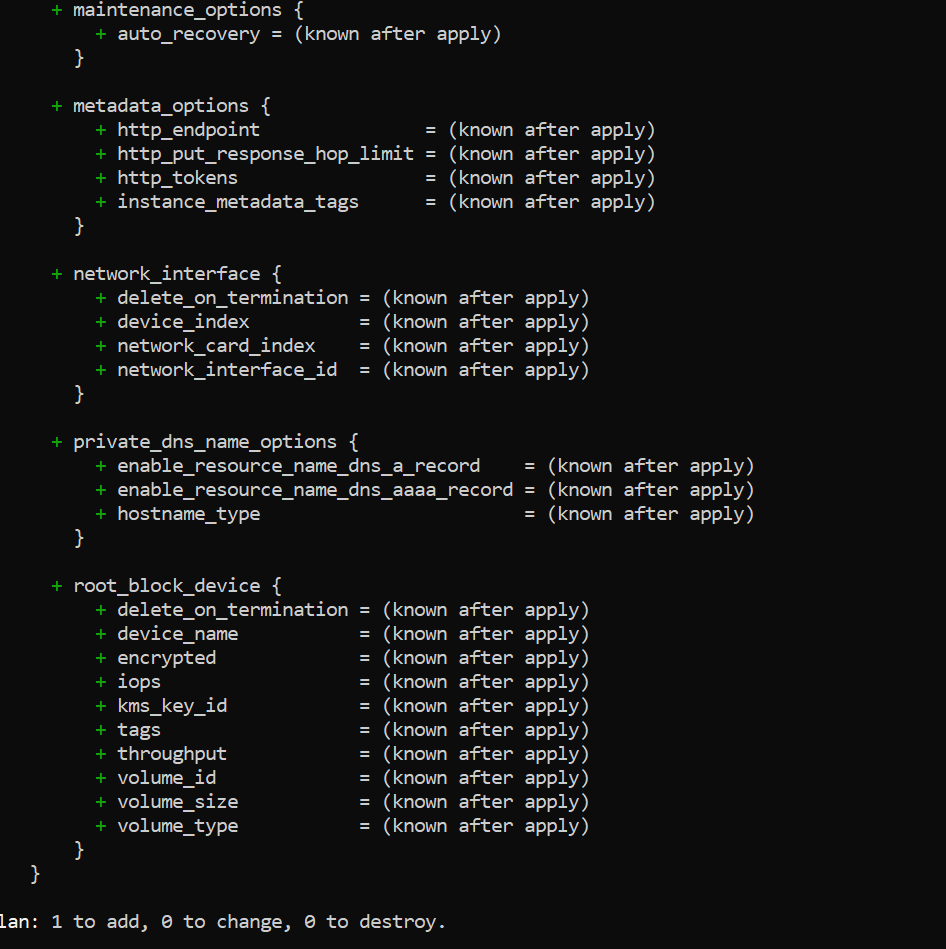 + maintenance_options {
+ auto_recovery = (known after apply)
}
+ metadata_options {
+ http_endpoint = (known after apply)
+ http_put_response_hop_limit = (known after apply)
+ http_tokens = (known after apply)
+ instance_metadata_tags = (known after apply)
}
+ network_interface {
+ delete_on_termination = (known after apply)
+ device_index = (known after apply)
+ network_card_index = (known after apply)
+ network_interface_id = (known after apply)
}
+ private_dns_name_options {
+ enable_resource_name_dns_a_record = (known after apply)
+ enable_resource_name_dns_aaaa_record = (known after apply)
+ hostname_type = (known after apply)
}
+ root_block_device {
+ delete_on_termination = (known after apply)
+ device_name = (known after apply)
+ encrypted = (known after apply)
+ iops = (known after apply)
+ kms_key_id = (known after apply)
+ tags = (known after apply)
+ throughput = (known after apply)
+ volume_id = (known after apply)
+ volume_size = (known after apply)
+ volume_type = (known after apply)
}
}
lan: 1 to add, 0 to change, 0 to destroy.